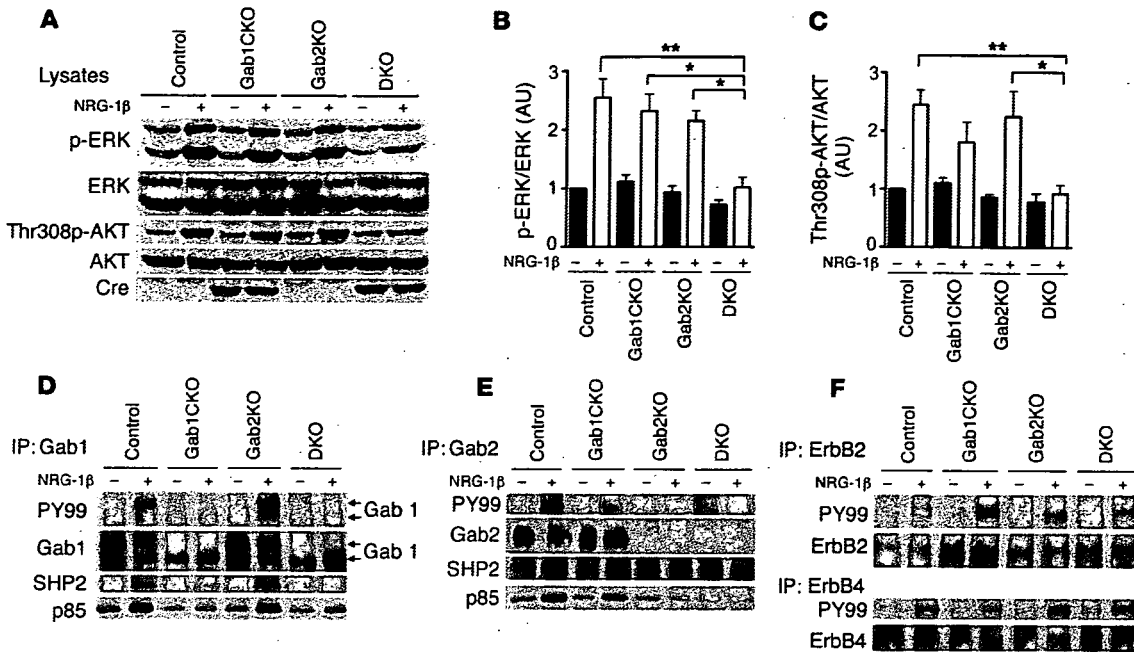 A
Control
Gab1CKO
Gab2KO
DKO
Lysates
NRG-1β
– + – + – + – +
p-ERK
ERK
Thr308p-AKT
AKT
Cre
B
p-ERK/ERK (AU)
3
2
1
0
**
*
*
NRG-1β – + – + – + – +
Control
Gab1CKO
Gab2KO
DKO
C
Thr308p-AKT/AKT
(AU)
3
2
1
0
**
*
NRG-1β – + – + – + – +
Control
Gab1CKO
Gab2KO
DKO
D
Control
Gab1CKO
Gab2KO
DKO
IP: Gab1
NRG-1β – + – + – + – +
PY99
Gab 1
Gab1
Gab 1
SHP2
p85
E
Control
Gab1CKO
Gab2KO
DKO
IP: Gab2
NRG-1β – + – + – + – +
PY99
Gab2
SHP2
p85
F
Control
Gab1CKO
Gab2KO
DKO
IP: ErbB2
NRG-1β – + – + – + – +
PY99
ErbB2
IP: ErbB4
PY99
ErbB4